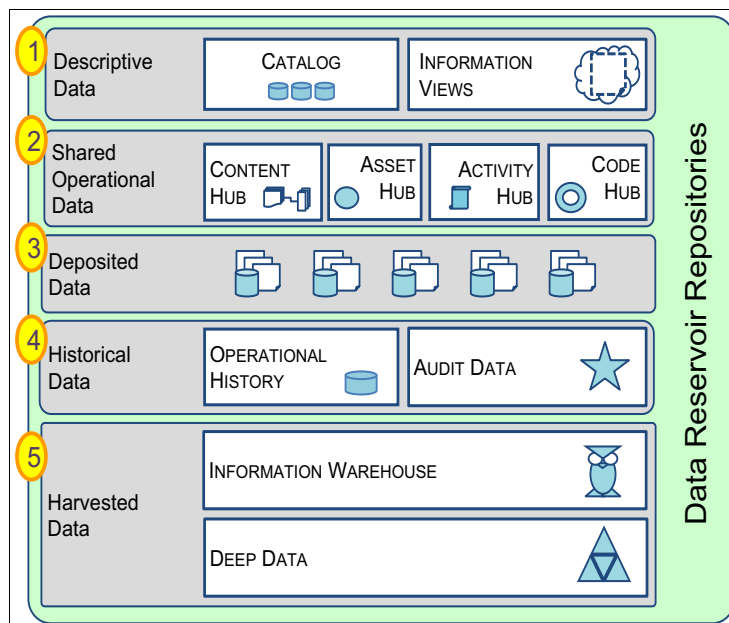 1
Descriptive
Data
CATALOG
INFORMATION
VIEWS
2
Shared
Operational
Data
CONTENT
HUB
ASSET
HUB
ACTIVITY
HUB
CODE
HUB
3
Deposited
Data
4
Historical
Data
OPERATIONAL
HISTORY
AUDIT DATA
5
Harvested
Data
INFORMATION WAREHOUSE
DEEP DATA
Data Reservoir Repositories